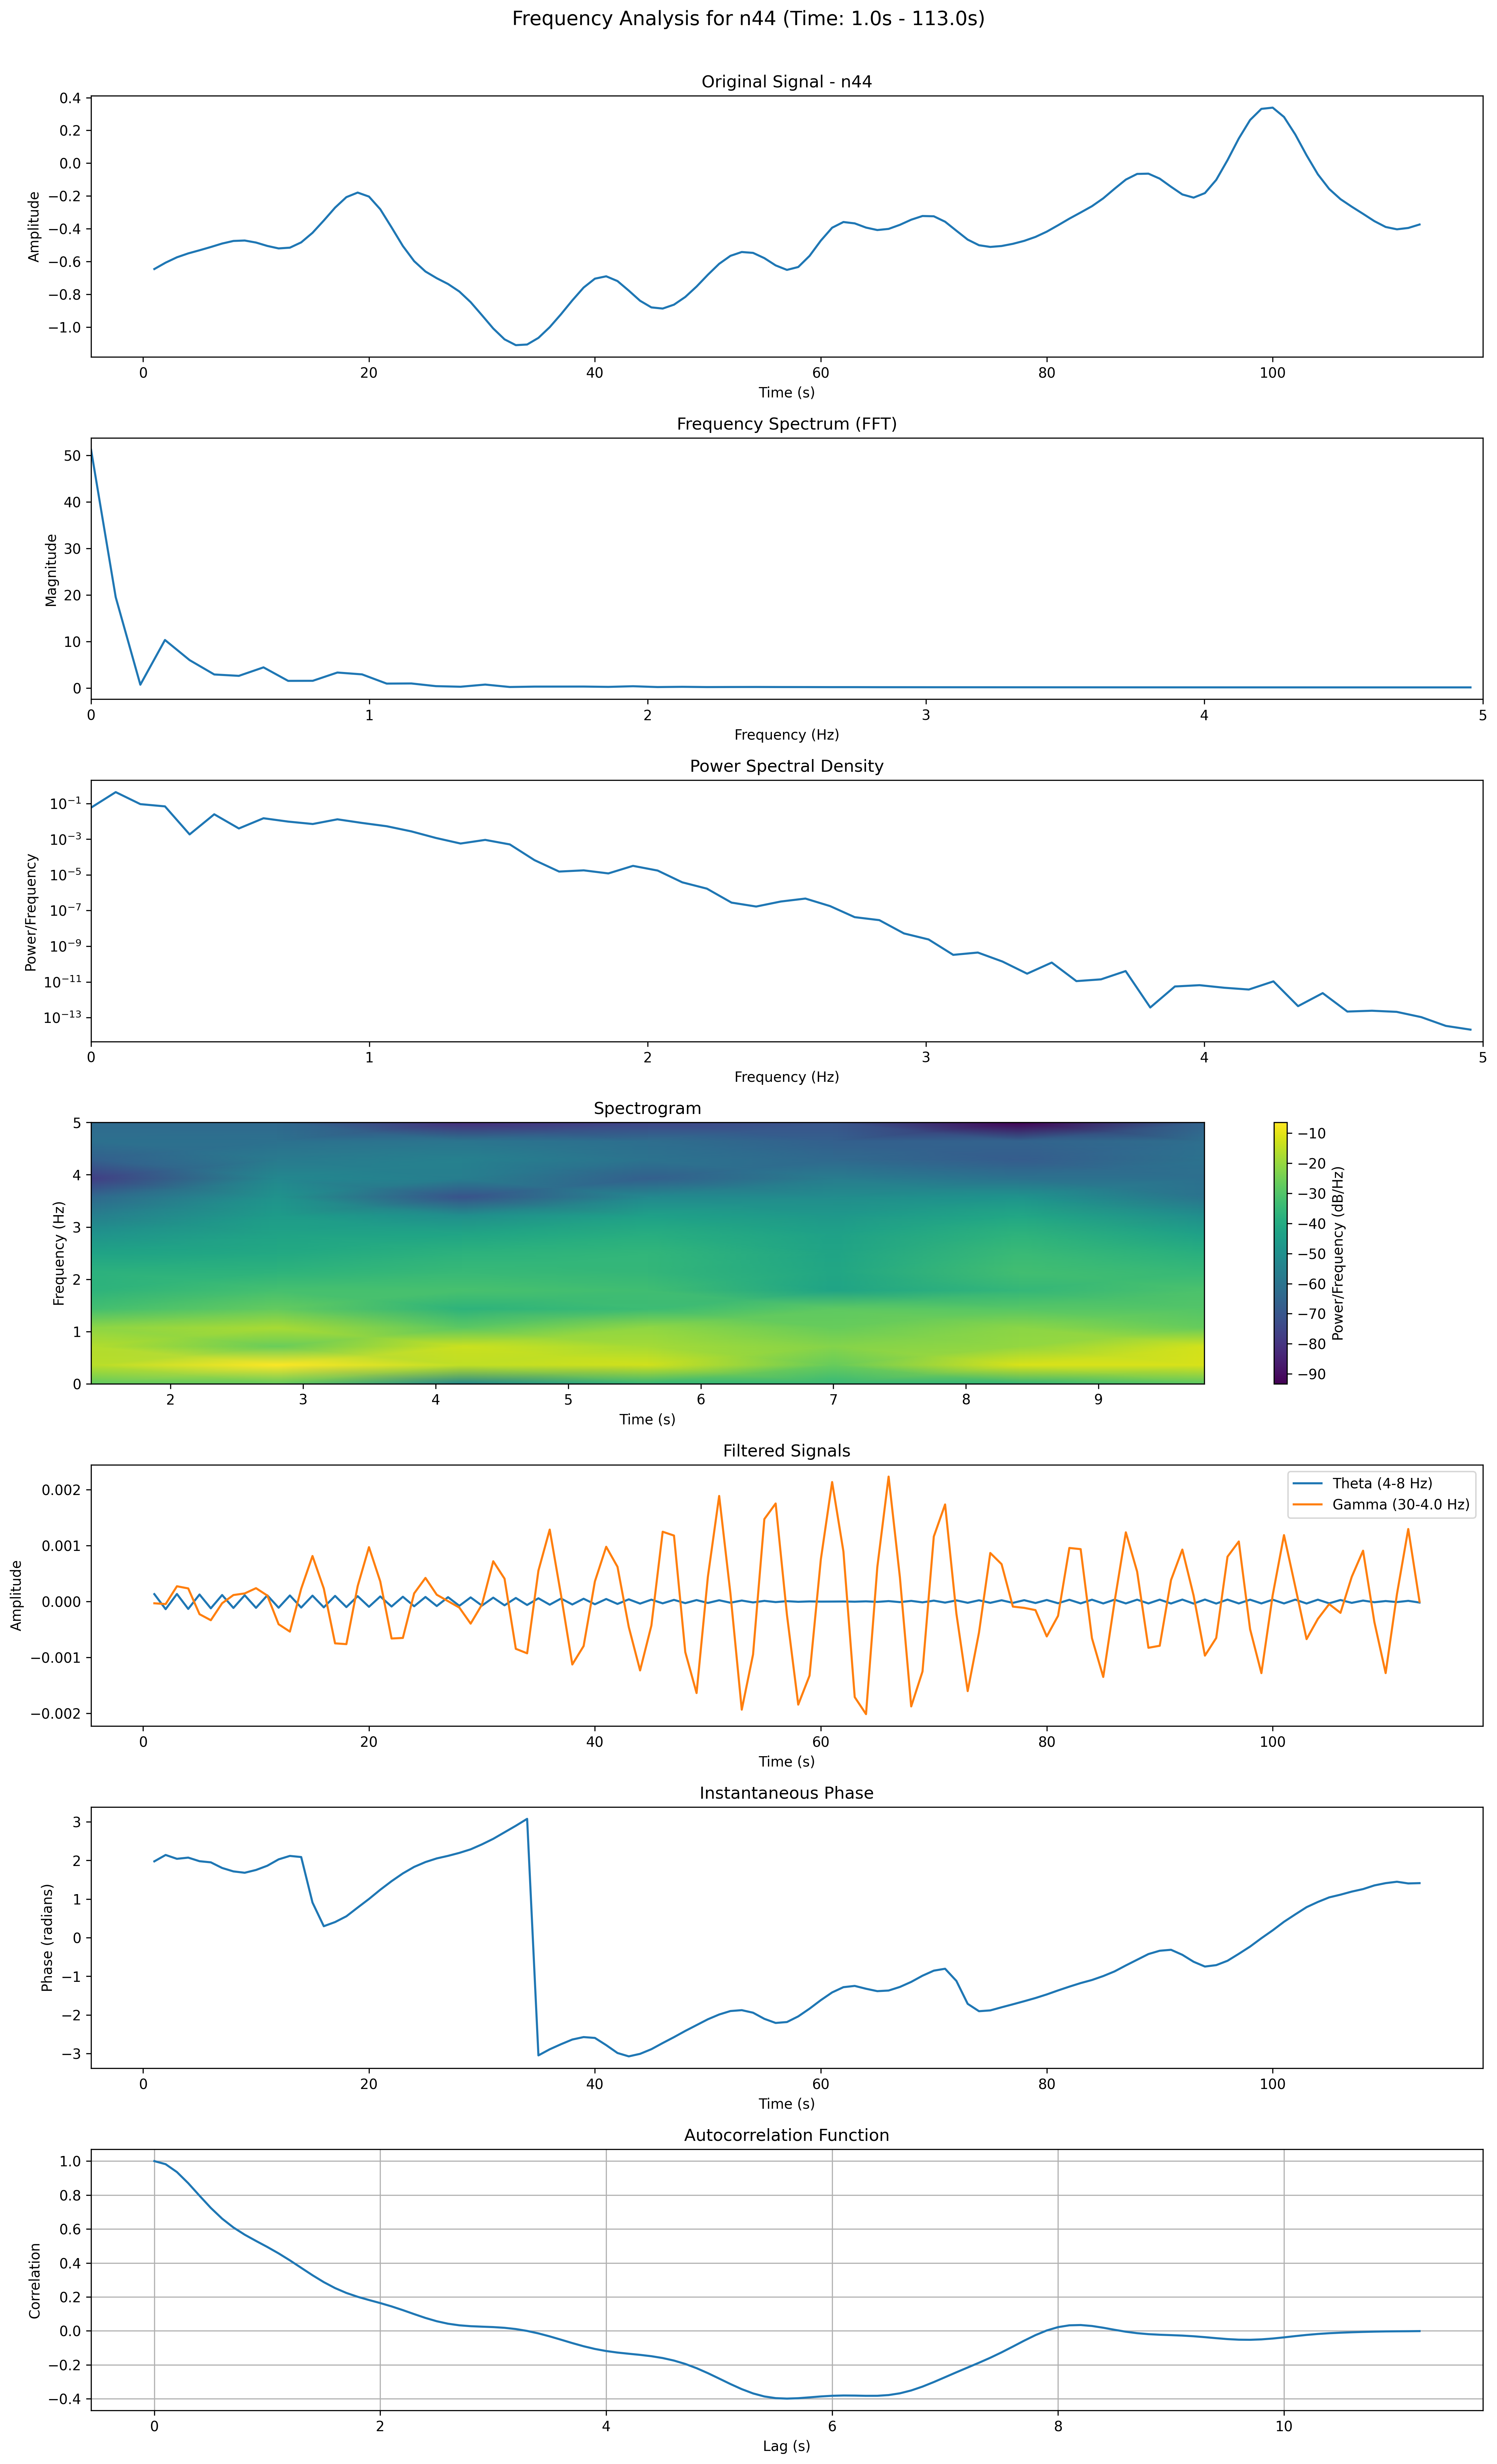 Frequency Analysis for n44 (Time: 1.0s - 113.0s)
Original Signal - n44
0.4
0.2
0.0
−0.2
−0.4
−0.6
−0.8
−1.0
Amplitude
0 20 40 60 80 100
Time (s)
Frequency Spectrum (FFT)
50
40
30
20
10
0
Magnitude
0 1 2 3 4 5
Frequency (Hz)
Power Spectral Density
10⁻¹
10⁻³
10⁻⁵
10⁻⁷
10⁻⁹
10⁻¹¹
10⁻¹³
Power/Frequency
0 1 2 3 4 5
Frequency (Hz)
Spectrogram
5
4
3
2
1
0
Frequency (Hz)
2 3 4 5 6 7 8 9
Time (s)
−10
−20
−30
−40
−50
−60
−70
−80
−90
Power/Frequency (dB/Hz)
Filtered Signals
Theta (4-8 Hz)
Gamma (30-4.0 Hz)
0.002
0.001
0.000
−0.001
−0.002
Amplitude
0 20 40 60 80 100
Time (s)
Instantaneous Phase
3
2
1
0
−1
−2
−3
Phase (radians)
0 20 40 60 80 100
Time (s)
Autocorrelation Function
1.0
0.8
0.6
0.4
0.2
0.0
−0.2
−0.4
Correlation
0 2 4 6 8 10
Lag (s)